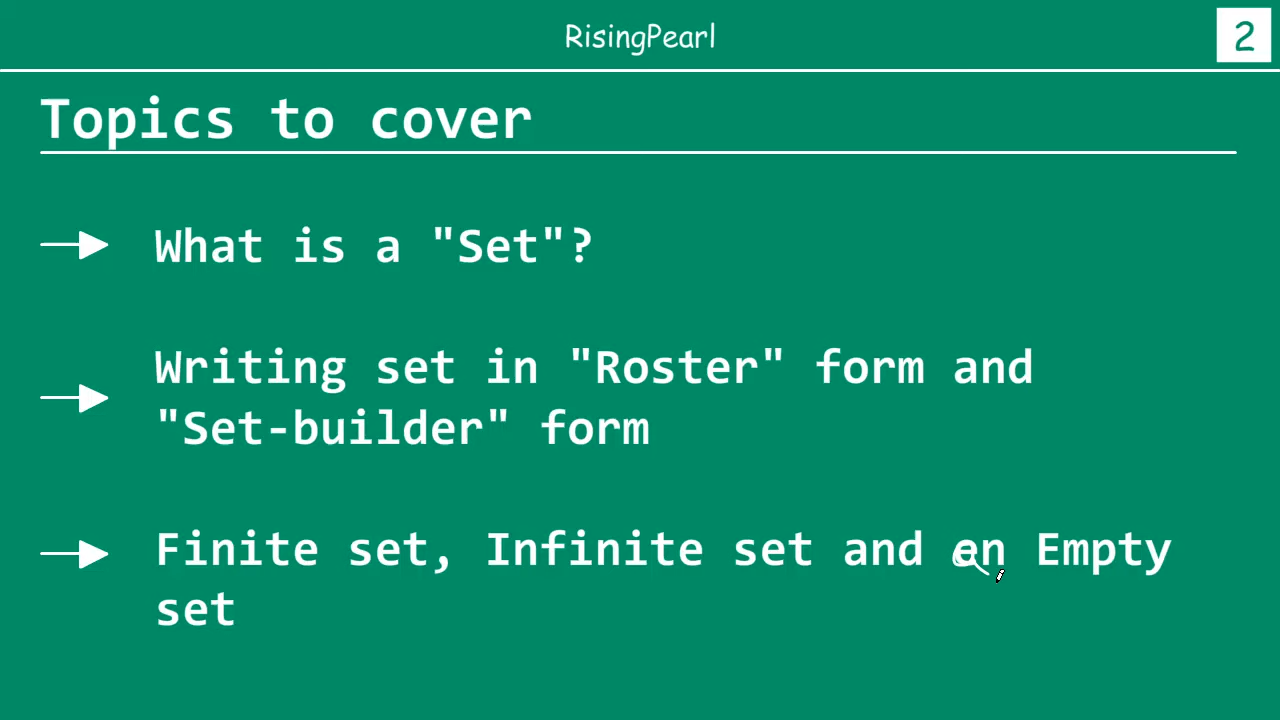 RisingPearl
2
Topics to cover
What is a "Set"?
Writing set in "Roster" form and
"Set-builder" form
Finite set, Infinite set and en Empty
set